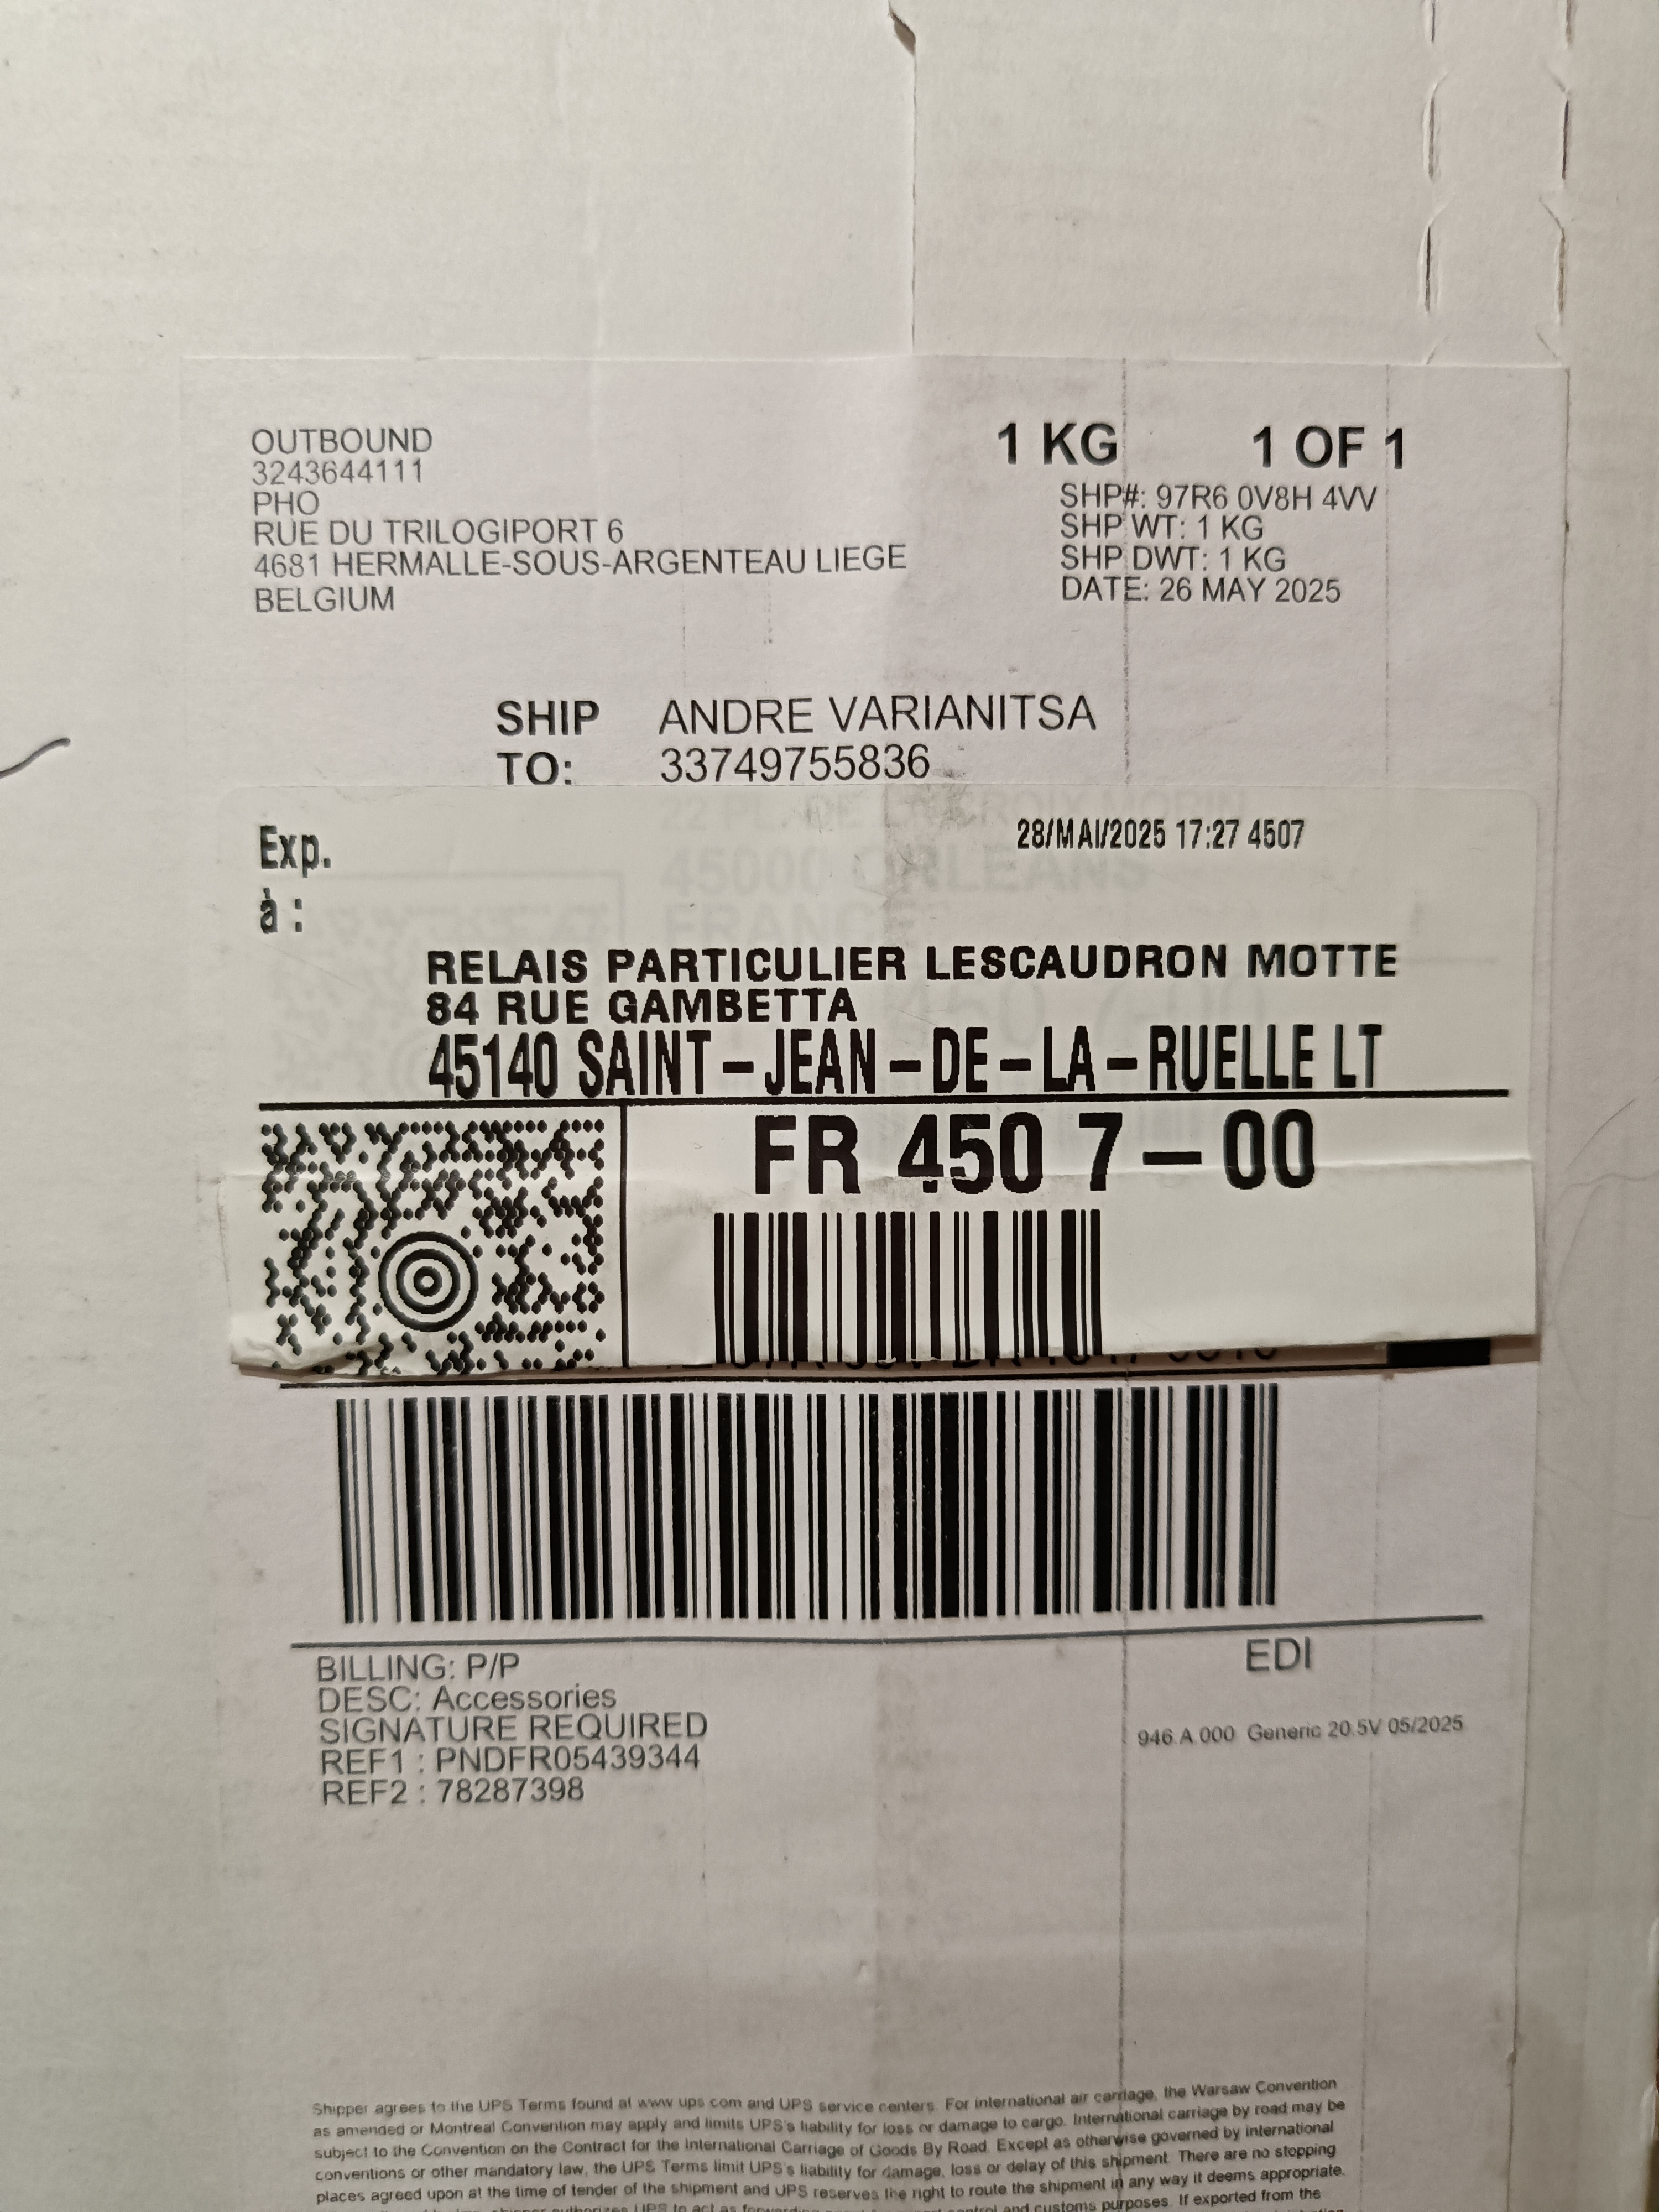 OUTBOUND
3243644111
PHO
RUE DU TRILOGIPORT 6
4681 HERMALLE-SOUS-ARGENTEAU LIEGE
BELGIUM
1 KG 1 OF 1
SHP#: 97R6 0V8H 4VV
SHP WT: 1 KG
SHP DWT: 1 KG
DATE: 26 MAY 2025
SHIP TO:
ANDRE VARIANITSA
33749755836
22 PL. DE CROIX MORIN
45000 ORLEANS
FRANCE
Exp.
à :
28/MAI/2025 17:27 4507
RELAIS PARTICULIER LESCAUDRON MOTTE
84 RUE GAMBETTA
45140 SAINT-JEAN-DE-LA-RUELLE LT
FR 450 7-00
BILLING: P/P
DESC: Accessories
SIGNATURE REQUIRED
REF1 : PNDFR05439344
REF2 : 78287398
EDI
946.A.000 Generic 20.5V 05/2025
Shipper agrees to the UPS Terms found at www.ups.com and UPS service centers. For international air carriage, the Warsaw Convention
as amended or Montreal Convention may apply and limits UPS's liability for loss or damage to cargo. International carriage by road may be
subject to the Convention on the Contract for the International Carriage of Goods By Road. Except as otherwise governed by international
conventions or other mandatory law, the UPS Terms limit UPS's liability for damage, loss or delay of this shipment. There are no stopping
places agreed upon at the time of tender of the shipment and UPS reserves the right to route the shipment in any way it deems appropriate.
shipper authorizes UPS to act as control and customs purposes. If exported from the